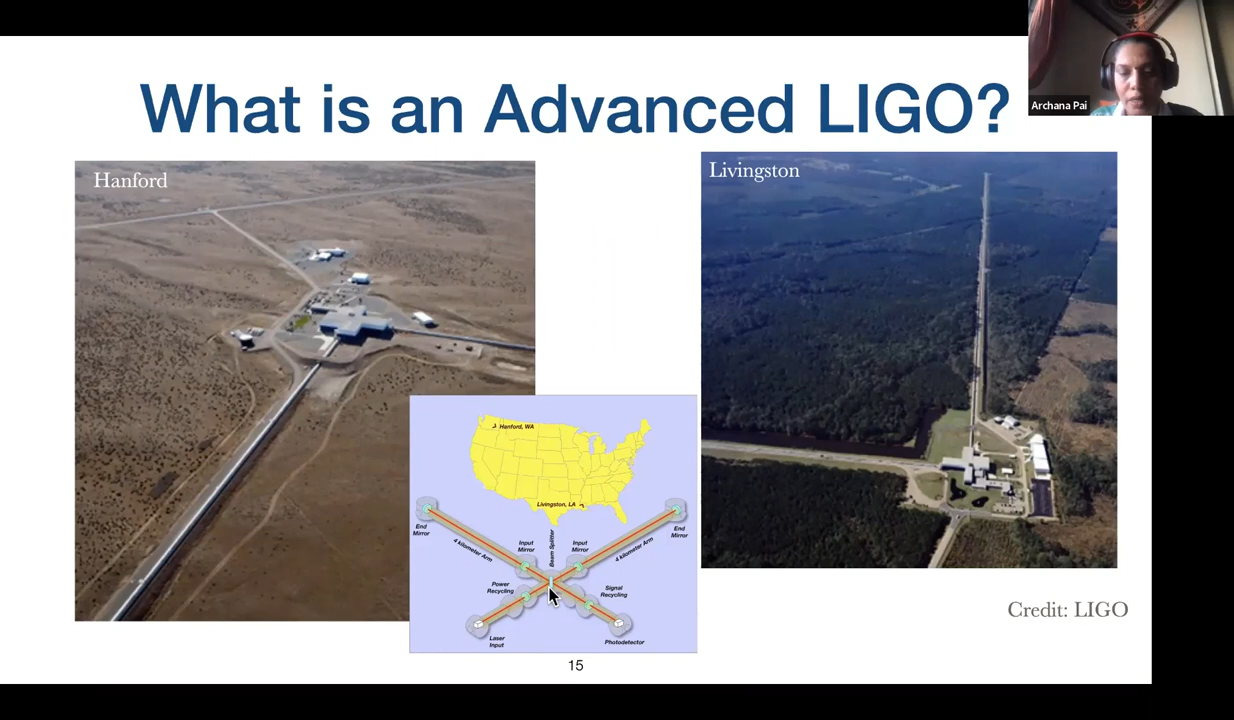 What is an Advanced LIGO?
Archana Pai
Hanford
Livingston
Hanford, WA
Livingston, LA
End
Mirror
4 kilometer Arm
Input
Mirror
Beam Splitter
Input
Mirror
4 kilometer Arm
End
Mirror
Power
Recycling
Signal
Recycling
Laser
Input
Photodetector
Credit: LIGO
15